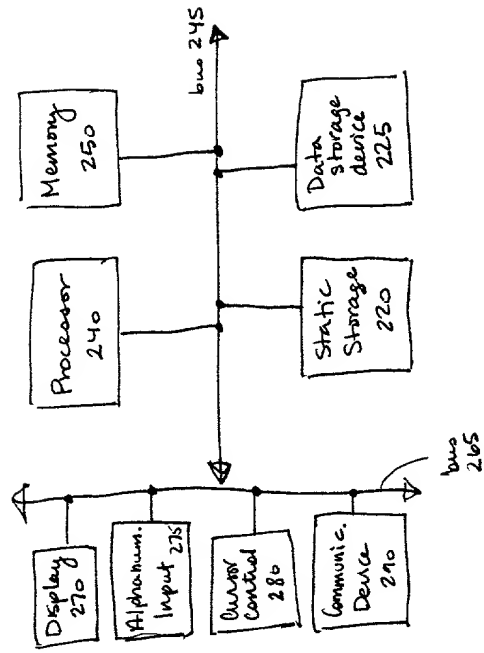 Memory
250
bus 245
Processor
240
Data
storage
device
225
Static
Storage
220
Display
270
Alphanum.
Input 275
Cursor
Control
280
Communic.
Device
290
bus
265